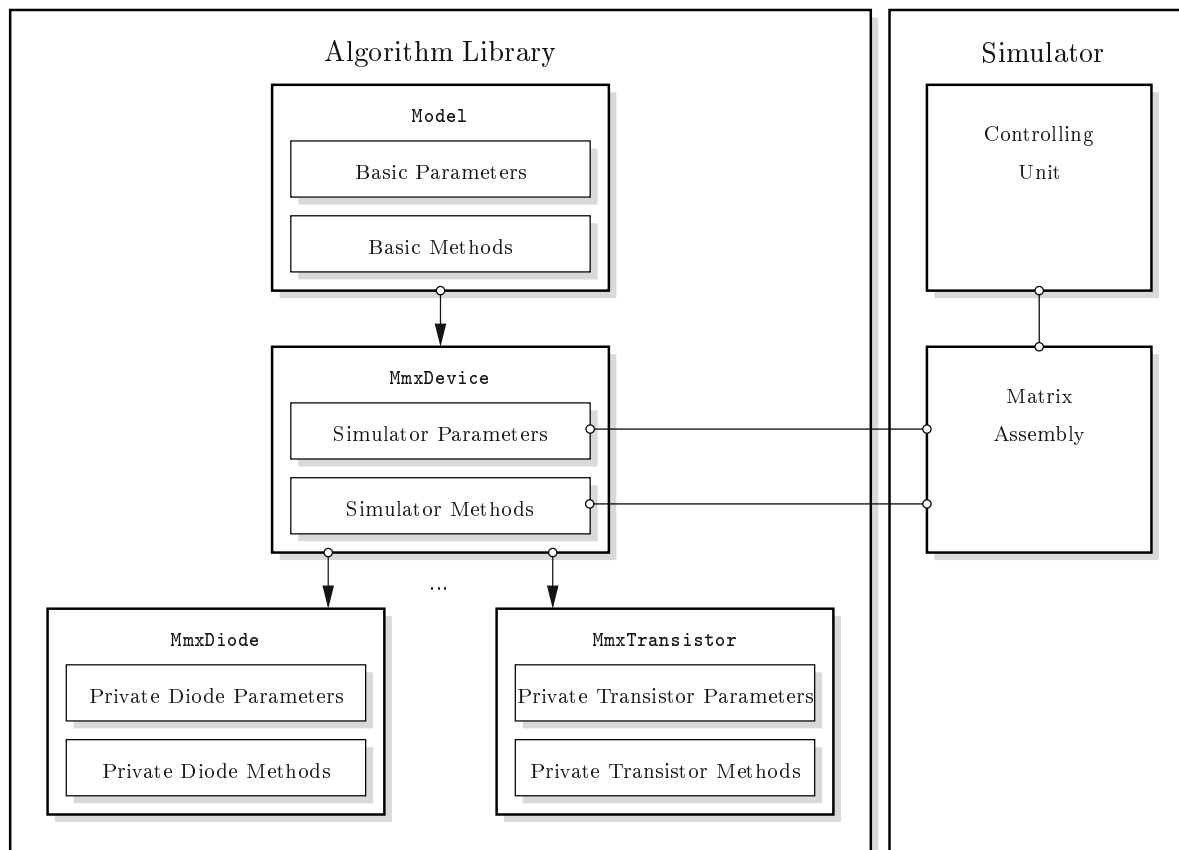 Algorithm Library
Model
Basic Parameters
Basic Methods
MmxDevice
Simulator Parameters
Simulator Methods
...
MmxDiode
Private Diode Parameters
Private Diode Methods
MmxTransistor
Private Transistor Parameters
Private Transistor Methods
Simulator
Controlling
Unit
Matrix
Assembly